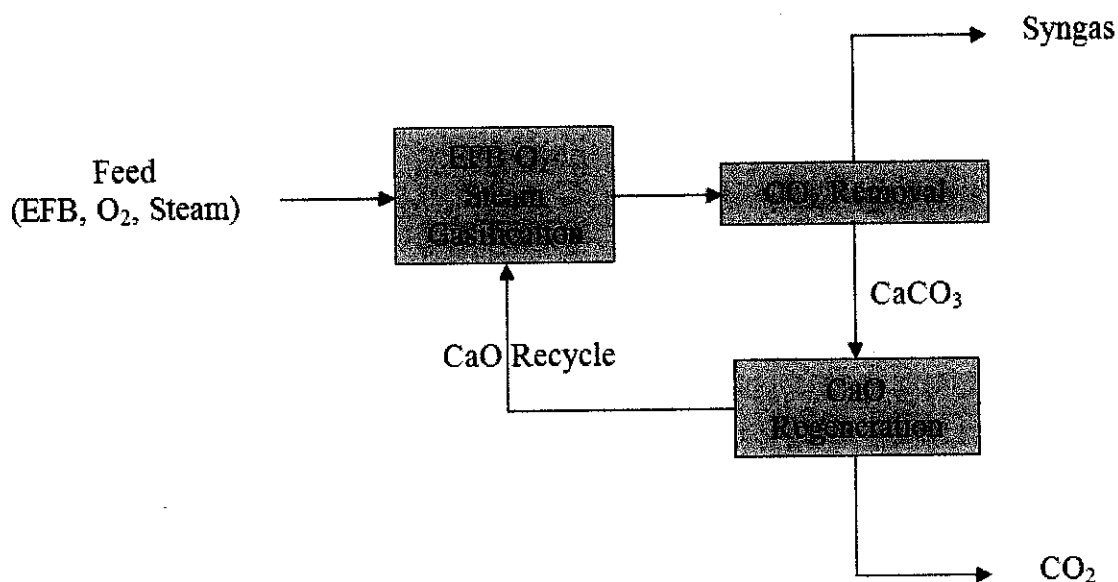 Syngas
Feed
(EFB, O₂, Steam)
EFB O₂
Steam
Gasification
CO₂ Removal
CaCO₃
CaO Recycle
CaO
Regeneration
CO₂